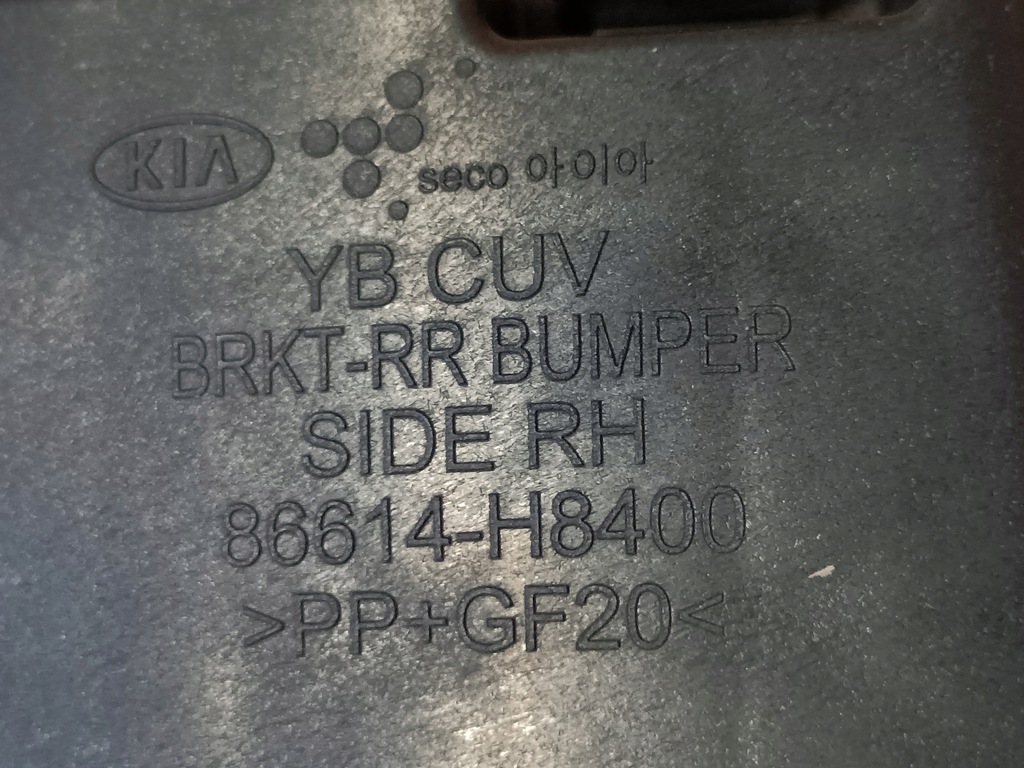 KIA seco 아이아
YB CUV
BRKT-RR BUMPER
SIDE RH
86614-H8400
>PP+GF20<